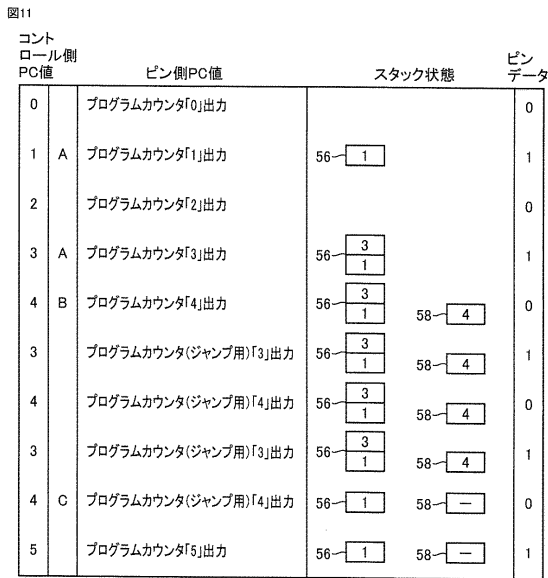 図11
コント
ロール側
PC値
ピン側PC値
スタック状態
ピン
データ
0 プログラムカウンタ「0」出力 0
1 A プログラムカウンタ「1」出力 56 1 1
2 プログラムカウンタ「2」出力 0
3 A プログラムカウンタ「3」出力 56 3 1 1
4 B プログラムカウンタ「4」出力 56 3 1 58 4 0
3 プログラムカウンタ(ジャンプ用)「3」出力 56 3 1 58 4 1
4 プログラムカウンタ(ジャンプ用)「4」出力 56 3 1 58 4 0
3 プログラムカウンタ(ジャンプ用)「3」出力 56 3 1 58 4 1
4 C プログラムカウンタ(ジャンプ用)「4」出力 56 1 58 ー 0
5 プログラムカウンタ「5」出力 56 1 58 ー 1